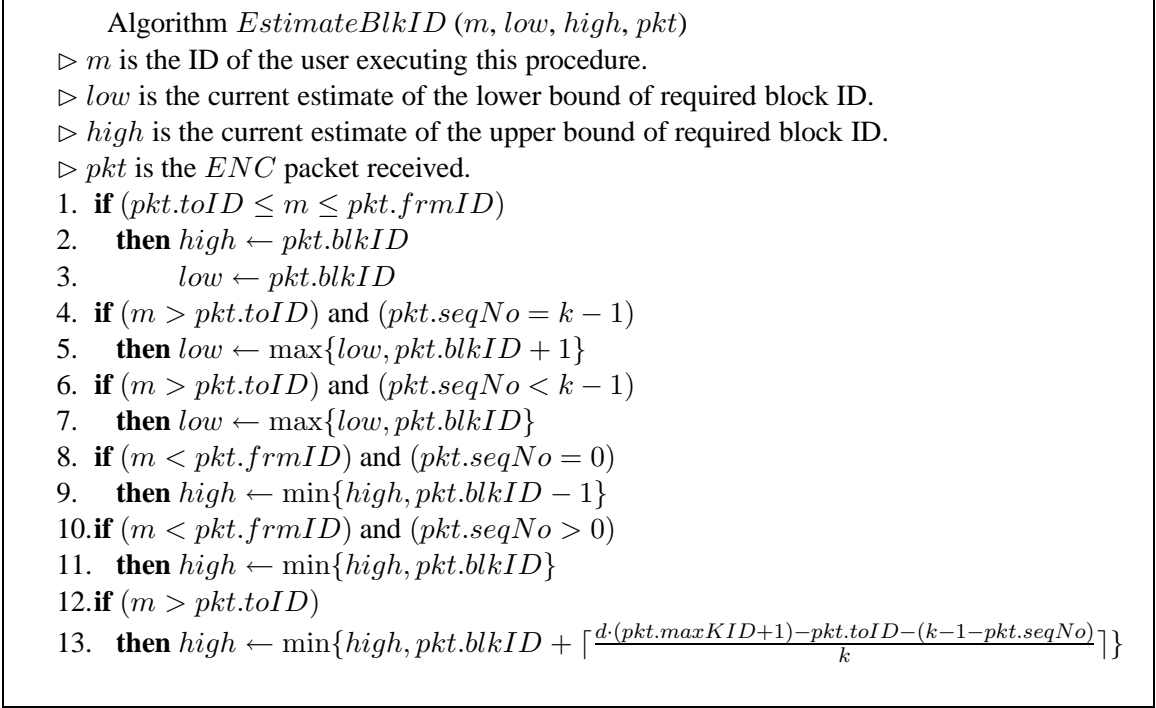 Algorithm EstimateBlkID (m, low, high, pkt)
▷ m is the ID of the user executing this procedure.
▷ low is the current estimate of the lower bound of required block ID.
▷ high is the current estimate of the upper bound of required block ID.
▷ pkt is the ENC packet received.
1. if (pkt.toID ≤ m ≤ pkt.frmID)
2. then high ← pkt.blkID
3. low ← pkt.blkID
4. if (m > pkt.toID) and (pkt.seqNo = k − 1)
5. then low ← max{low, pkt.blkID + 1}
6. if (m > pkt.toID) and (pkt.seqNo < k − 1)
7. then low ← max{low, pkt.blkID}
8. if (m < pkt.frmID) and (pkt.seqNo = 0)
9. then high ← min{high, pkt.blkID − 1}
10.if (m < pkt.frmID) and (pkt.seqNo > 0)
11. then high ← min{high, pkt.blkID}
12.if (m > pkt.toID)
13. then high ← min{high, pkt.blkID + ⌈\frac{d·(pkt.maxKID+1)−pkt.toID−(k−1−pkt.seqNo)}{k}⌉}